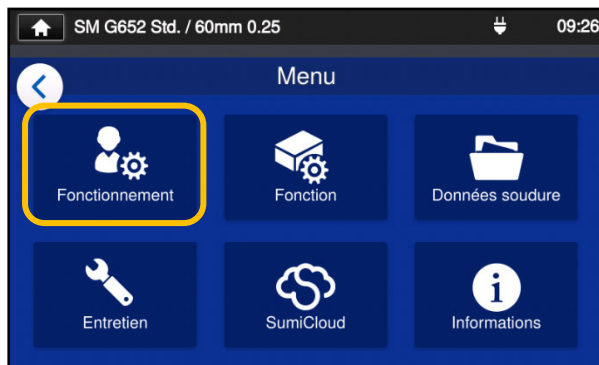 SM G652 Std. / 60mm 0.25 09:26
Menu
Fonctionnement Fonction Données soudure
Entretien SumiCloud Informations